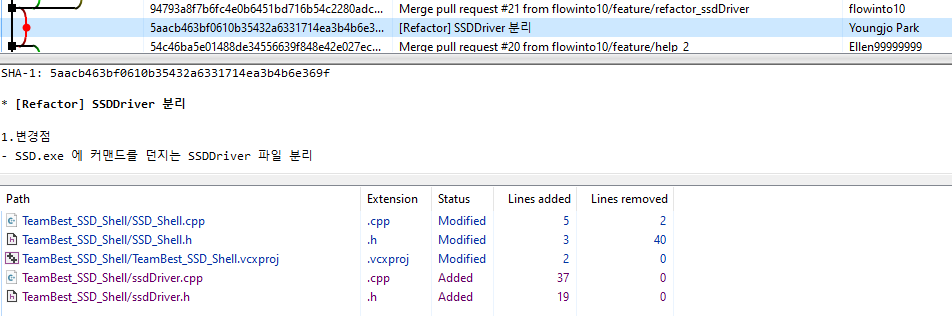 94793a8f7b6fc4e0b6451bd716b54c2280adc... Merge pull request #21 from flowinto10/feature/refactor_ssdDriver flowinto10
5aacb463bf0610b35432a6331714ea3b4b6e3... [Refactor] SSDDriver 분리 Youngjo Park
54c46ba5e01488de34556639f848e42e027ec... Merge pull request #20 from flowinto10/feature/help_2 Ellen99999999
SHA-1: 5aacb463bf0610b35432a6331714ea3b4b6e369f
* [Refactor] SSDDriver 분리
1.변경점
- SSD.exe 에 커맨드를 던지는 SSDDriver 파일 분리
Path Extension Status Lines added Lines removed
TeamBest_SSD_Shell/SSD_Shell.cpp .cpp Modified 5 2
TeamBest_SSD_Shell/SSD_Shell.h .h Modified 3 40
TeamBest_SSD_Shell/TeamBest_SSD_Shell.vcxproj .vcxproj Modified 2 0
TeamBest_SSD_Shell/ssdDriver.cpp .cpp Added 37 0
TeamBest_SSD_Shell/ssdDriver.h .h Added 19 0